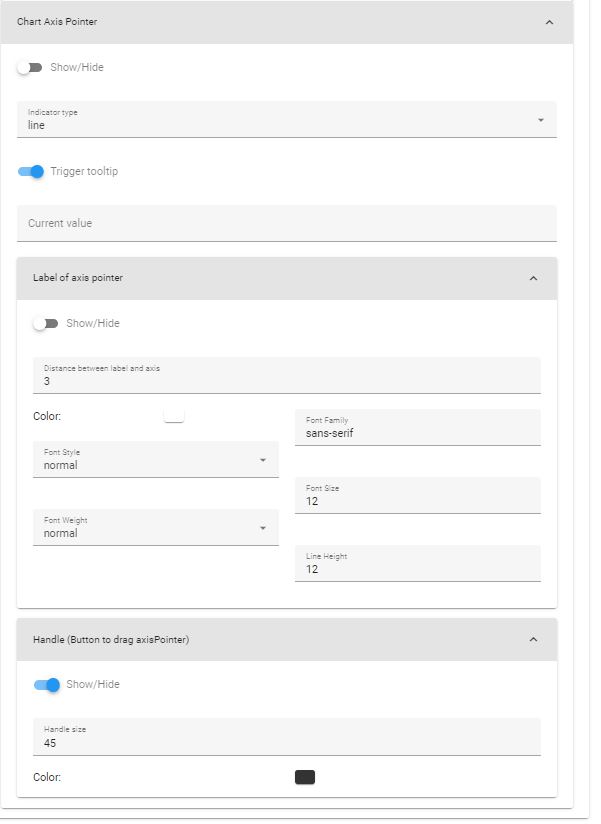 Chart Axis Pointer
Show/Hide
Indicator type
line
Trigger tooltip
Current value
Label of axis pointer
Show/Hide
Distance between label and axis
3
Color:
Font Family
sans-serif
Font Style
normal
Font Size
12
Font Weight
normal
Line Height
12
Handle (Button to drag axisPointer)
Show/Hide
Handle size
45
Color: